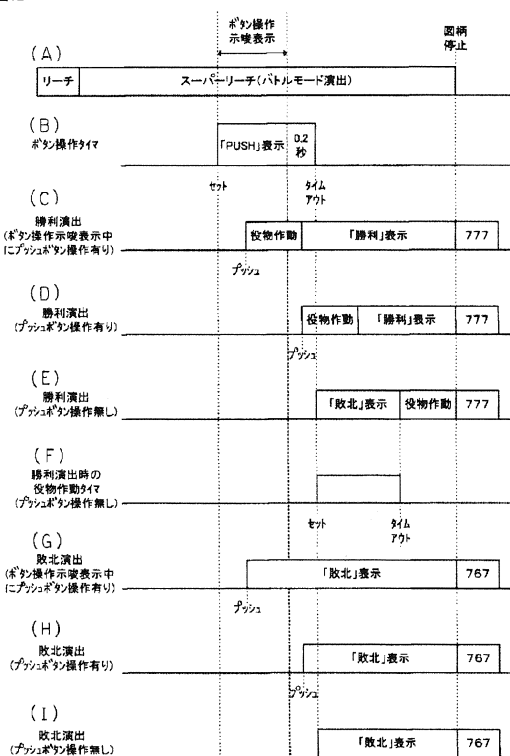 ボタン操作
示唆表示
図柄
停止
(A)
リーチ
スーパーリーチ(バトルモード演出)
(B)
ボタン操作タイマ
「PUSH」表示
0.2
秒
セット
タイム
アウト
(C)
勝利演出
(ボタン操作示唆表示中
にプッシュボタン操作有り)
役物作動
「勝利」表示
777
プッシュ
(D)
勝利演出
(プッシュボタン操作有り)
役物作動
「勝利」表示
777
プッシュ
(E)
勝利演出
(プッシュボタン操作無し)
「敗北」表示
役物作動
777
(F)
勝利演出時の
役物作動タイマ
(プッシュボタン操作無し)
セット
タイム
アウト
(G)
敗北演出
(ボタン操作示唆表示中
にプッシュボタン操作有り)
「敗北」表示
767
プッシュ
(H)
敗北演出
(プッシュボタン操作有り)
「敗北」表示
767
プッシュ
(I)
敗北演出
(プッシュボタン操作無し)
「敗北」表示
767